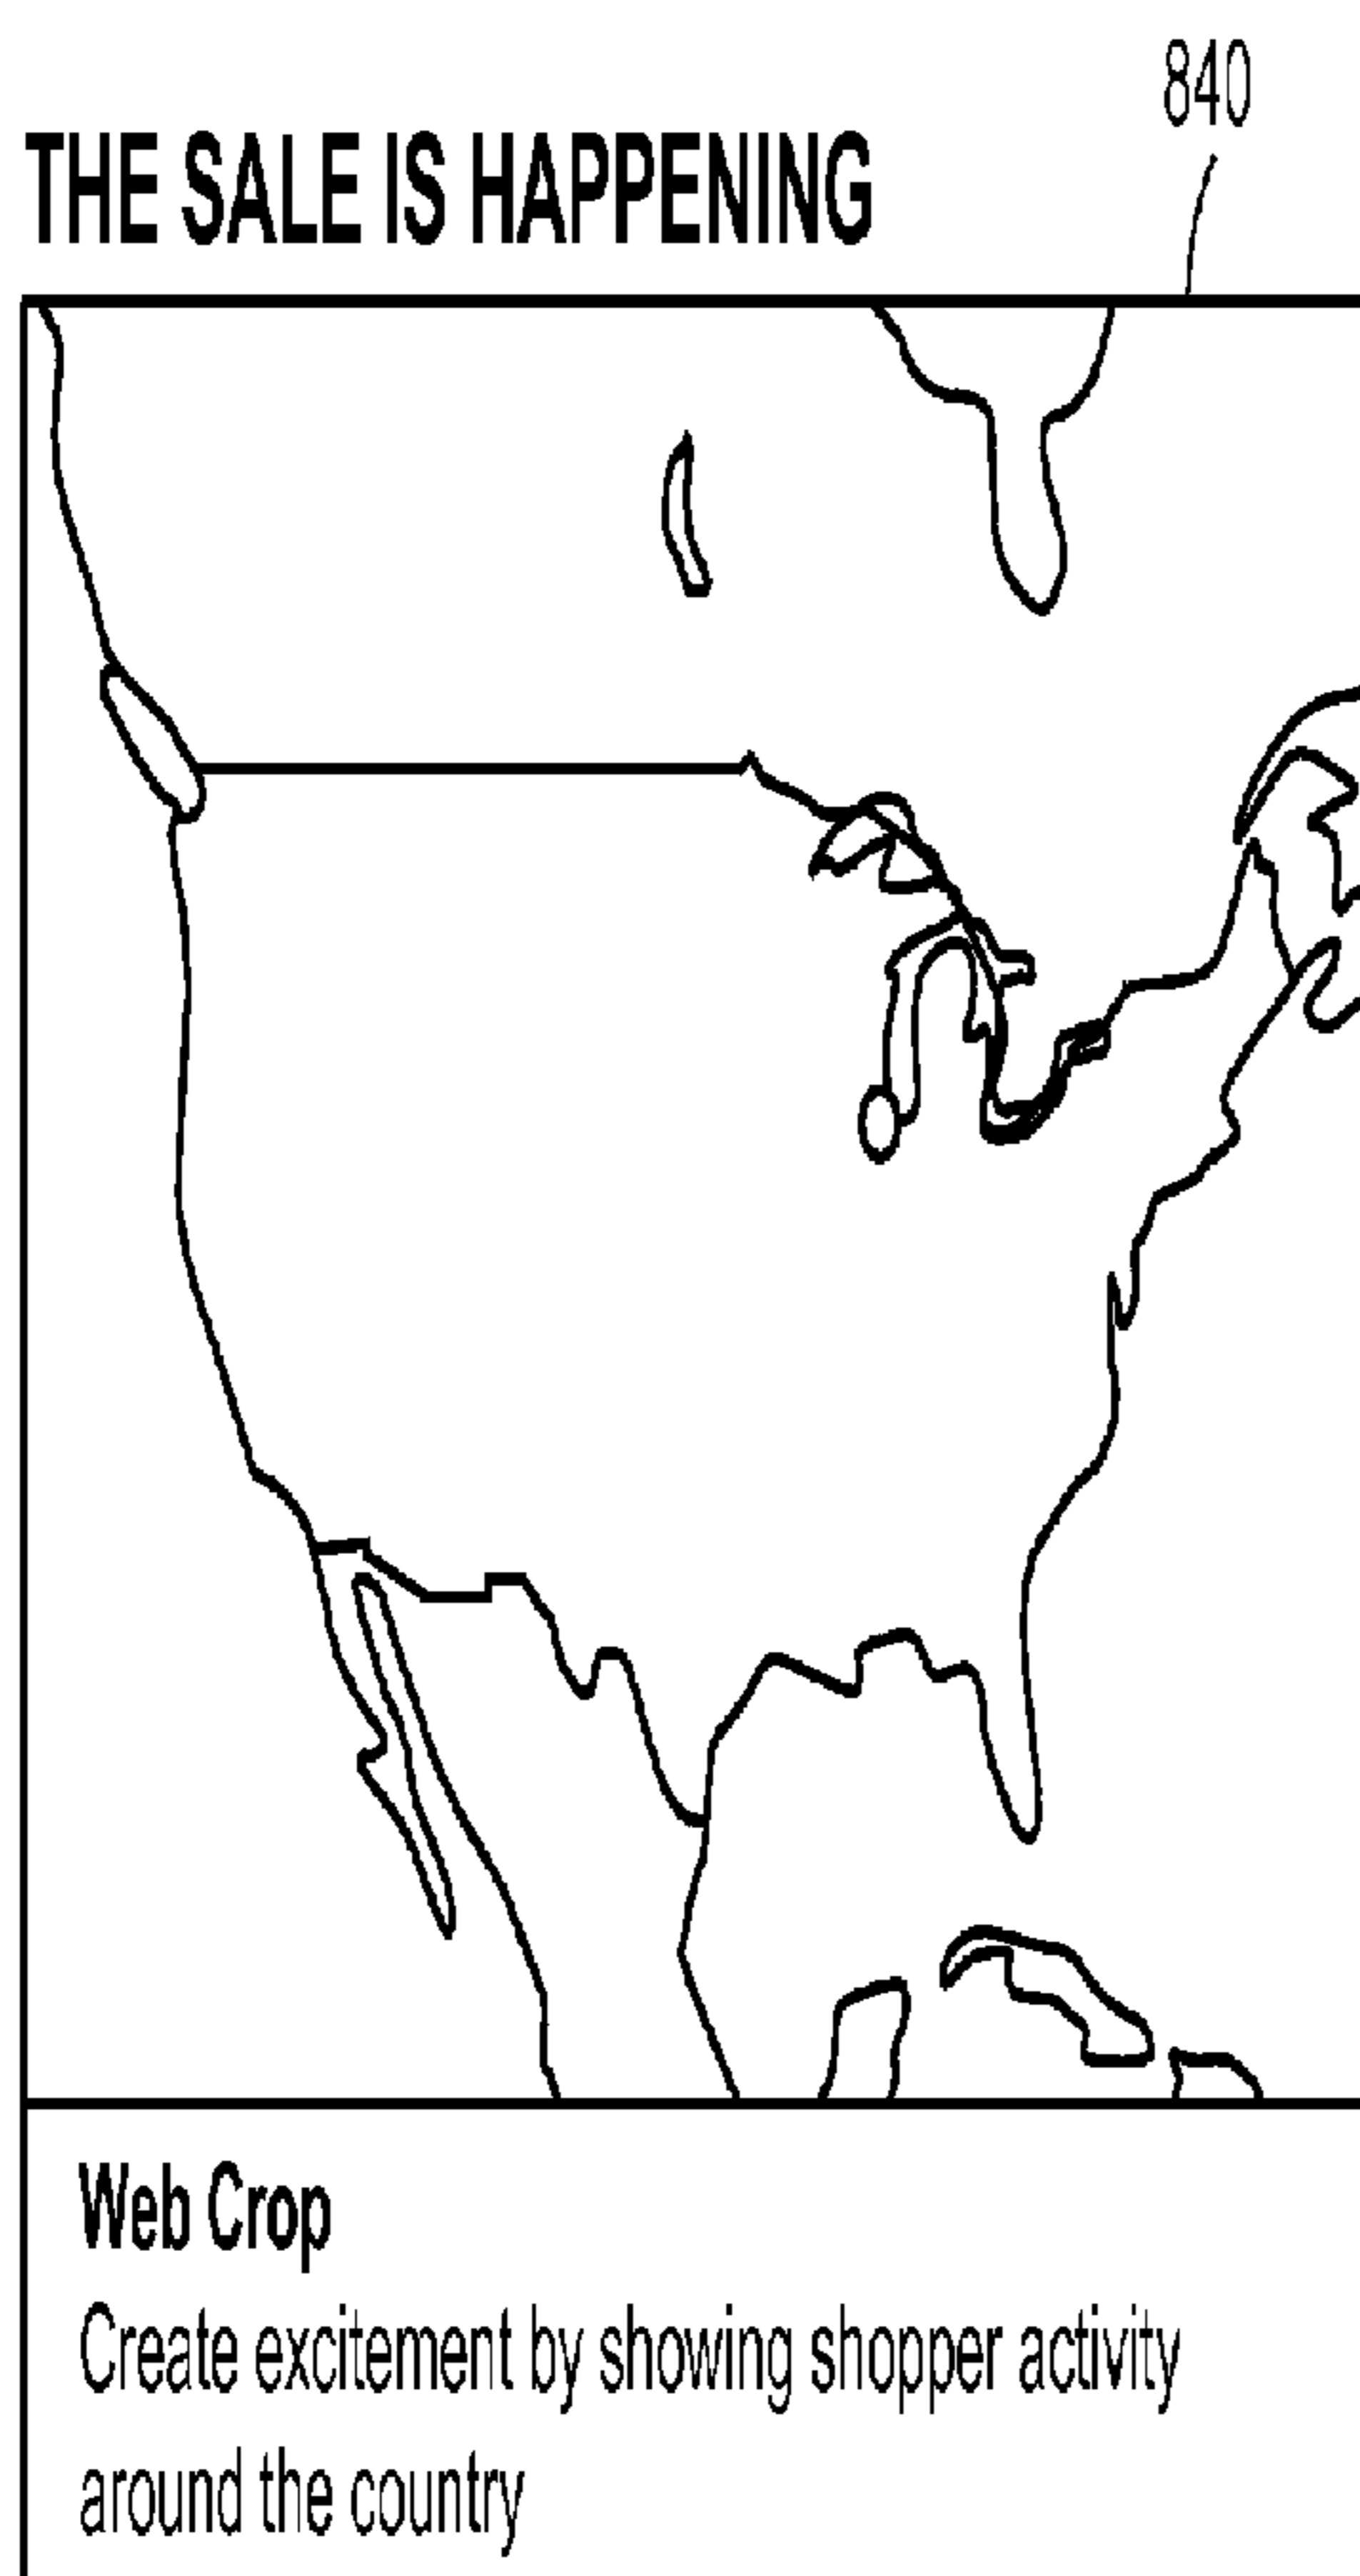 840
THE SALE IS HAPPENING
Web Crop
Create excitement by showing shopper activity
around the country